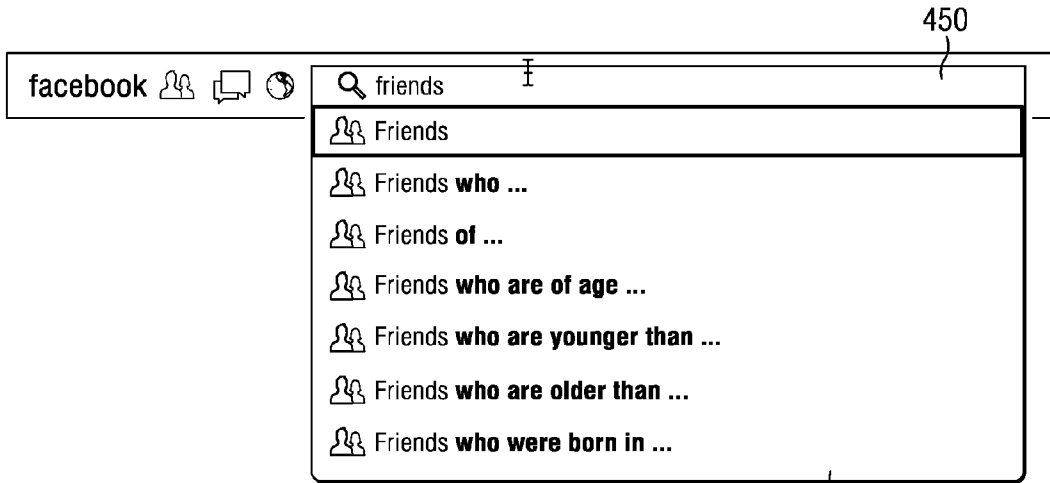 450
facebook friends
Friends
Friends who ...
Friends of ...
Friends who are of age ...
Friends who are younger than ...
Friends who are older than ...
Friends who were born in ...